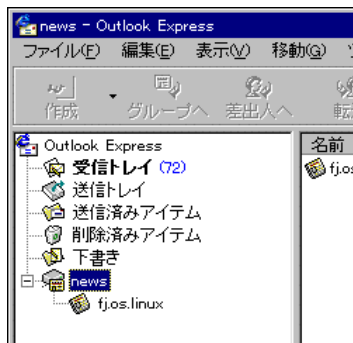 news - Outlook Express
ファイル(F) 編集(E) 表示(V) 移動(G)
作成 グループへ 差出人へ 転
Outlook Express 名前
受信トレイ (72) fj.os
送信トレイ
送信済みアイテム
削除済みアイテム
下書き
news
fj.os.linux